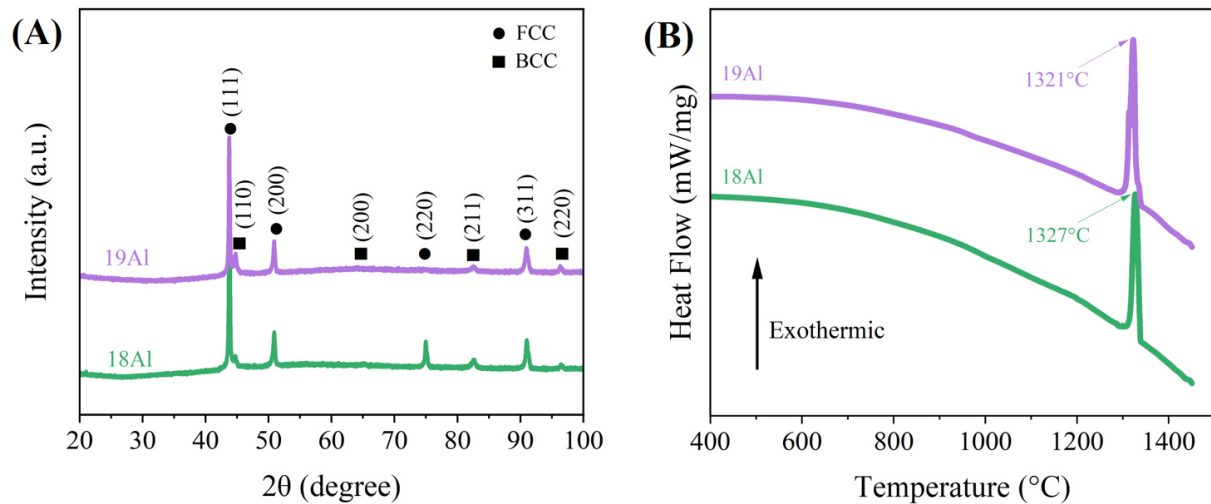 (A)
● FCC
■ BCC
(111)
(110)
(200)
(200)
(220)
(211)
(311)
(220)
19Al
18Al
Intensity (a.u.)
20 30 40 50 60 70 80 90 100
2θ (degree)
(B)
19Al
1321°C
18Al
1327°C
Exothermic
Heat Flow (mW/mg)
400 600 800 1000 1200 1400
Temperature (°C)